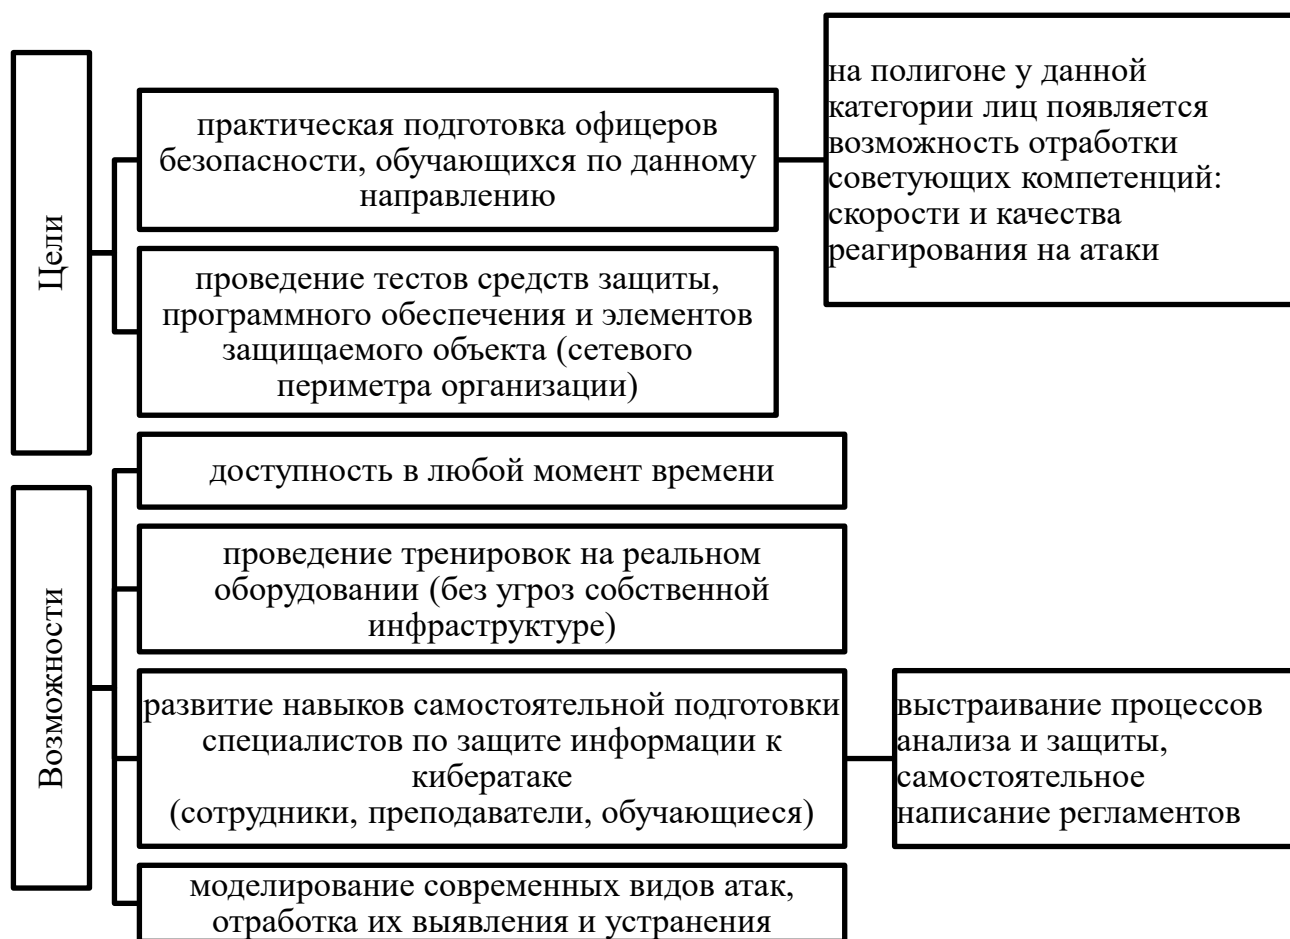 Цели
практическая подготовка офицеров
безопасности, обучающихся по данному
направлению
на полигоне у данной
категории лиц появляется
возможность отработки
советующих компетенций:
скорости и качества
реагирования на атаки
проведение тестов средств защиты,
программного обеспечения и элементов
защищаемого объекта (сетевого
периметра организации)
Возможности
доступность в любой момент времени
проведение тренировок на реальном
оборудовании (без угроз собственной
инфраструктуре)
развитие навыков самостоятельной подготовки
специалистов по защите информации к
кибератаке
(сотрудники, преподаватели, обучающиеся)
выстраивание процессов
анализа и защиты,
самостоятельное
написание регламентов
моделирование современных видов атак,
отработка их выявления и устранения